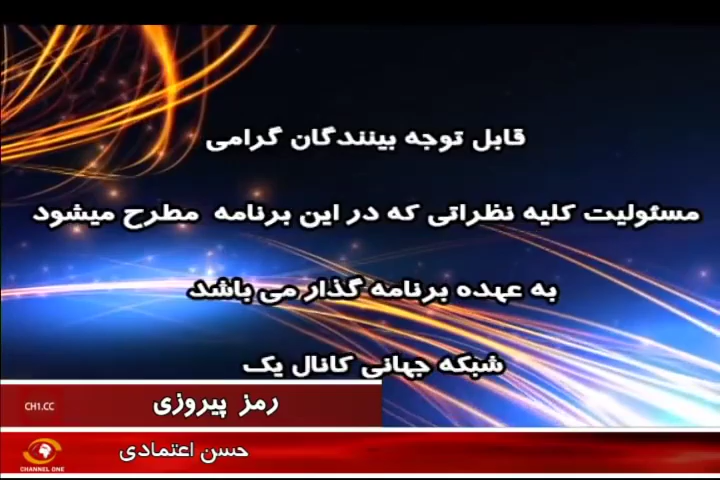 قابل توجه بینندگان گرامی
مسئولیت کلیه نظراتی که در این برنامه مطرح میشود
به عهده برنامه گذار می باشد
شبکه جهانی کانال یک
CH1.CC
رمز پیروزی
حسن اعتمادی
CHANNEL ONE